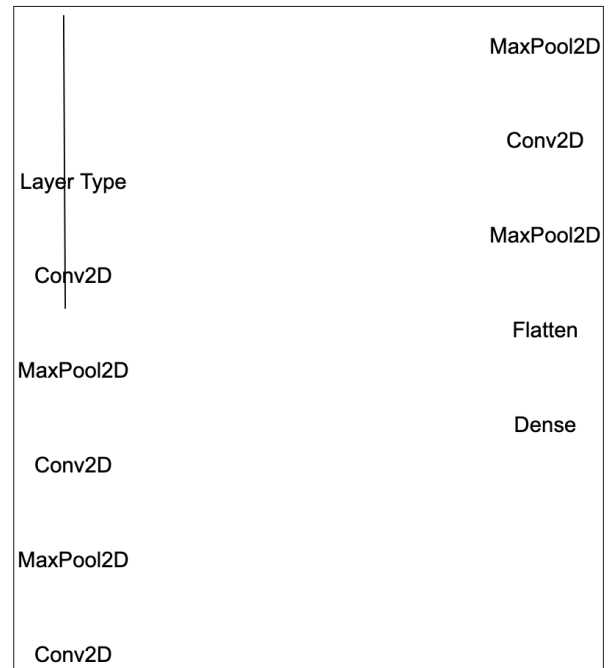 Layer Type
Conv2D
MaxPool2D
Conv2D
MaxPool2D
Conv2D
MaxPool2D
Conv2D
MaxPool2D
Flatten
Dense